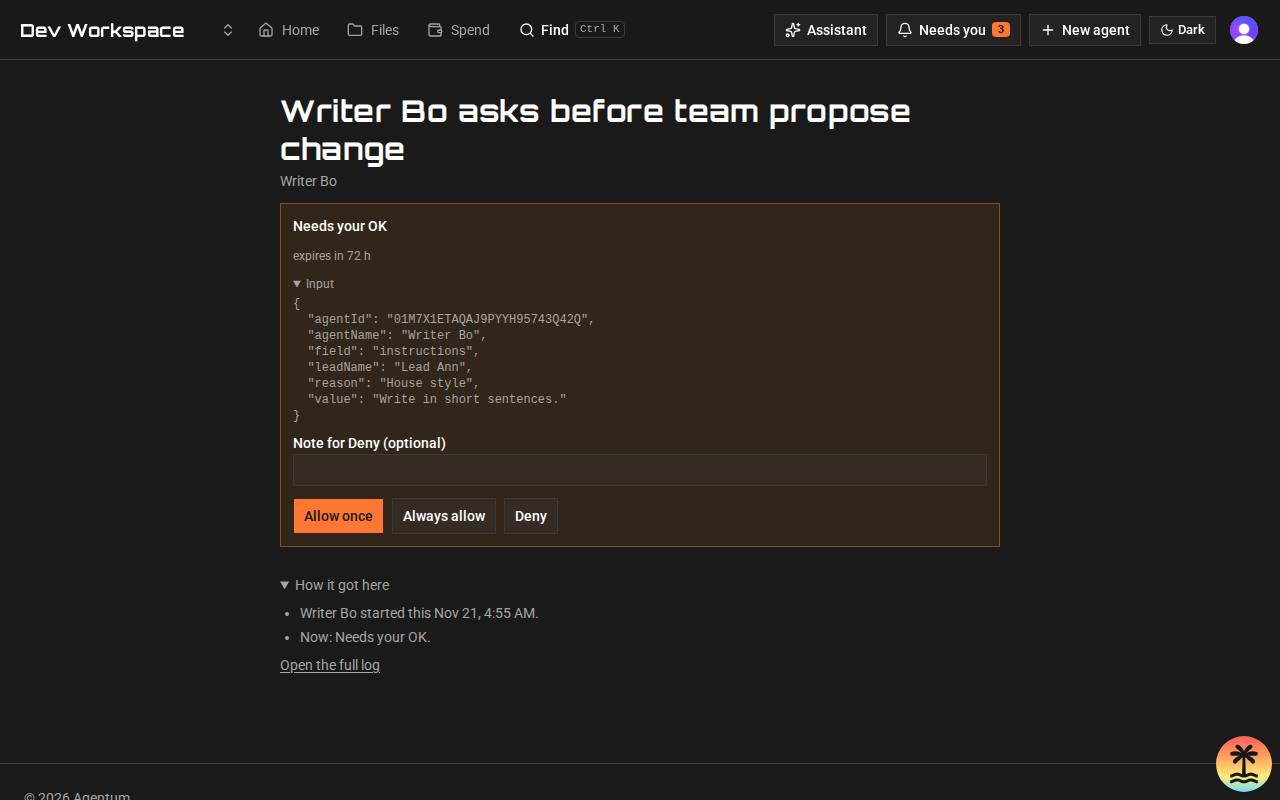 Dev Workspace
Home
Files
Spend
Find Ctrl K
Assistant
Needs you 3
New agent
Dark
Writer Bo asks before team propose
change
Writer Bo
Needs your OK
expires in 72 h
Input
{
  "agentId": "01M7X1ETAQAJ9PYYH95743Q42Q",
  "agentName": "Writer Bo",
  "field": "instructions",
  "leadName": "Lead Ann",
  "reason": "House style",
  "value": "Write in short sentences."
}
Note for Deny (optional)
Allow once
Always allow
Deny
How it got here
Writer Bo started this Nov 21, 4:55 AM.
Now: Needs your OK.
Open the full log
© 2026 Agentum